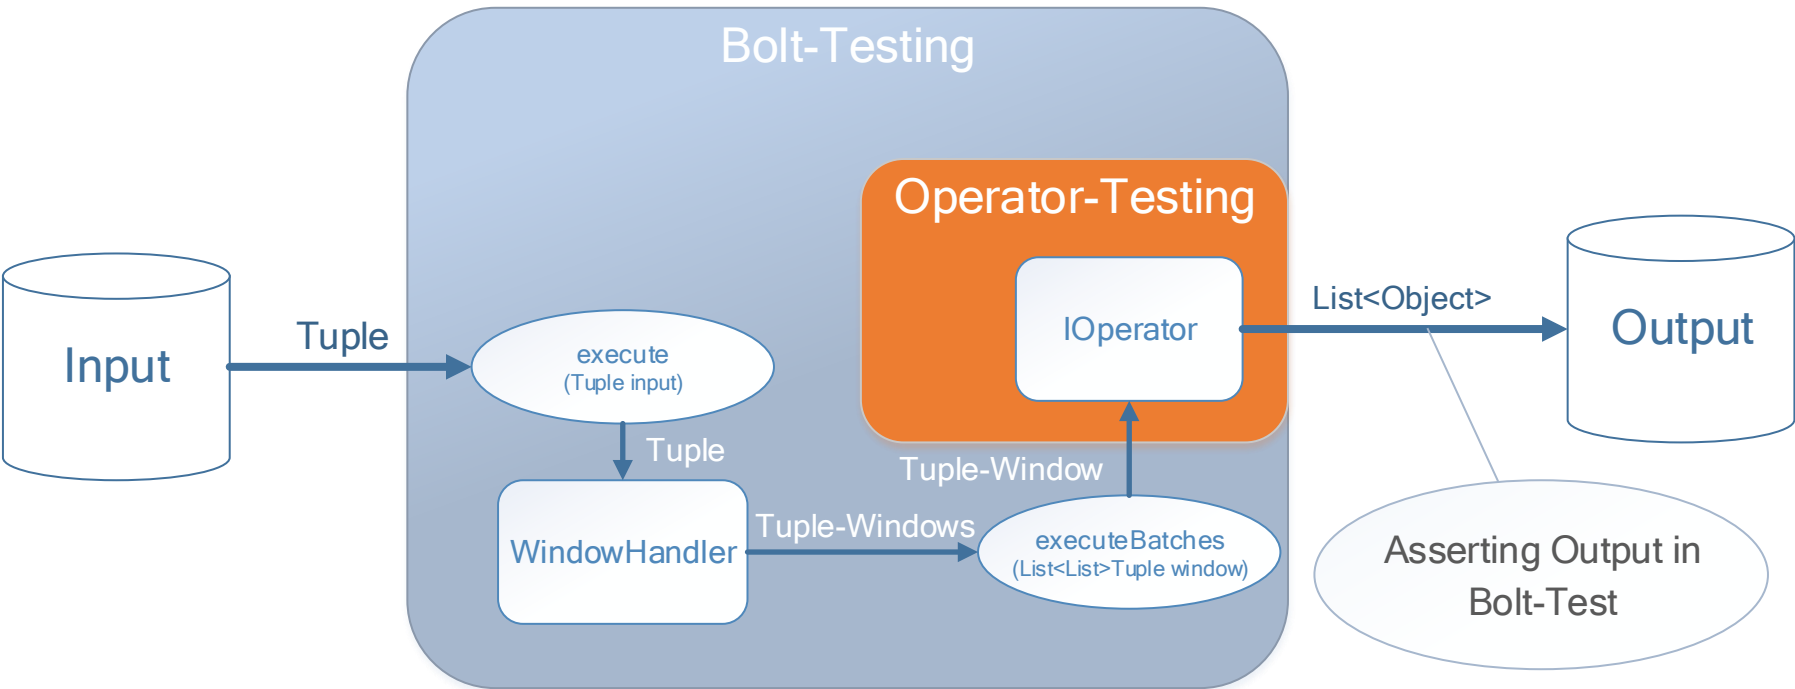 Bolt-Testing
Operator-Testing
Input
Tuple
execute
(Tuple input)
Tuple
WindowHandler
Tuple-Windows
executeBatches
(List<List>Tuple window)
Tuple-Window
IOperator
List<Object>
Output
Asserting Output in
Bolt-Test